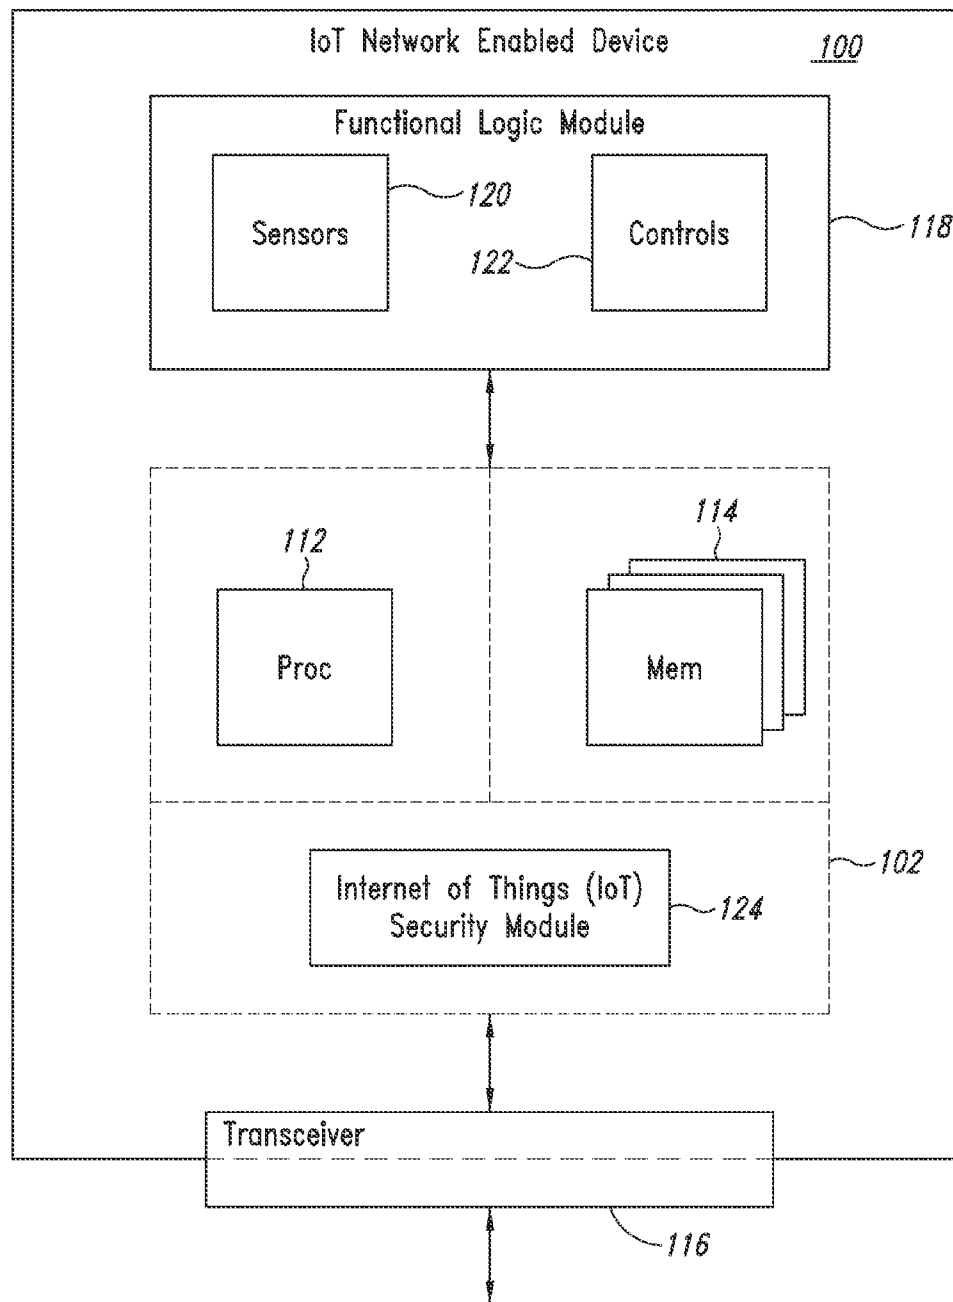 IoT Network Enabled Device
100
Functional Logic Module
Sensors
120
Controls
122
118
112
114
Proc
Mem
102
Internet of Things (IoT)
Security Module
124
Transceiver
116